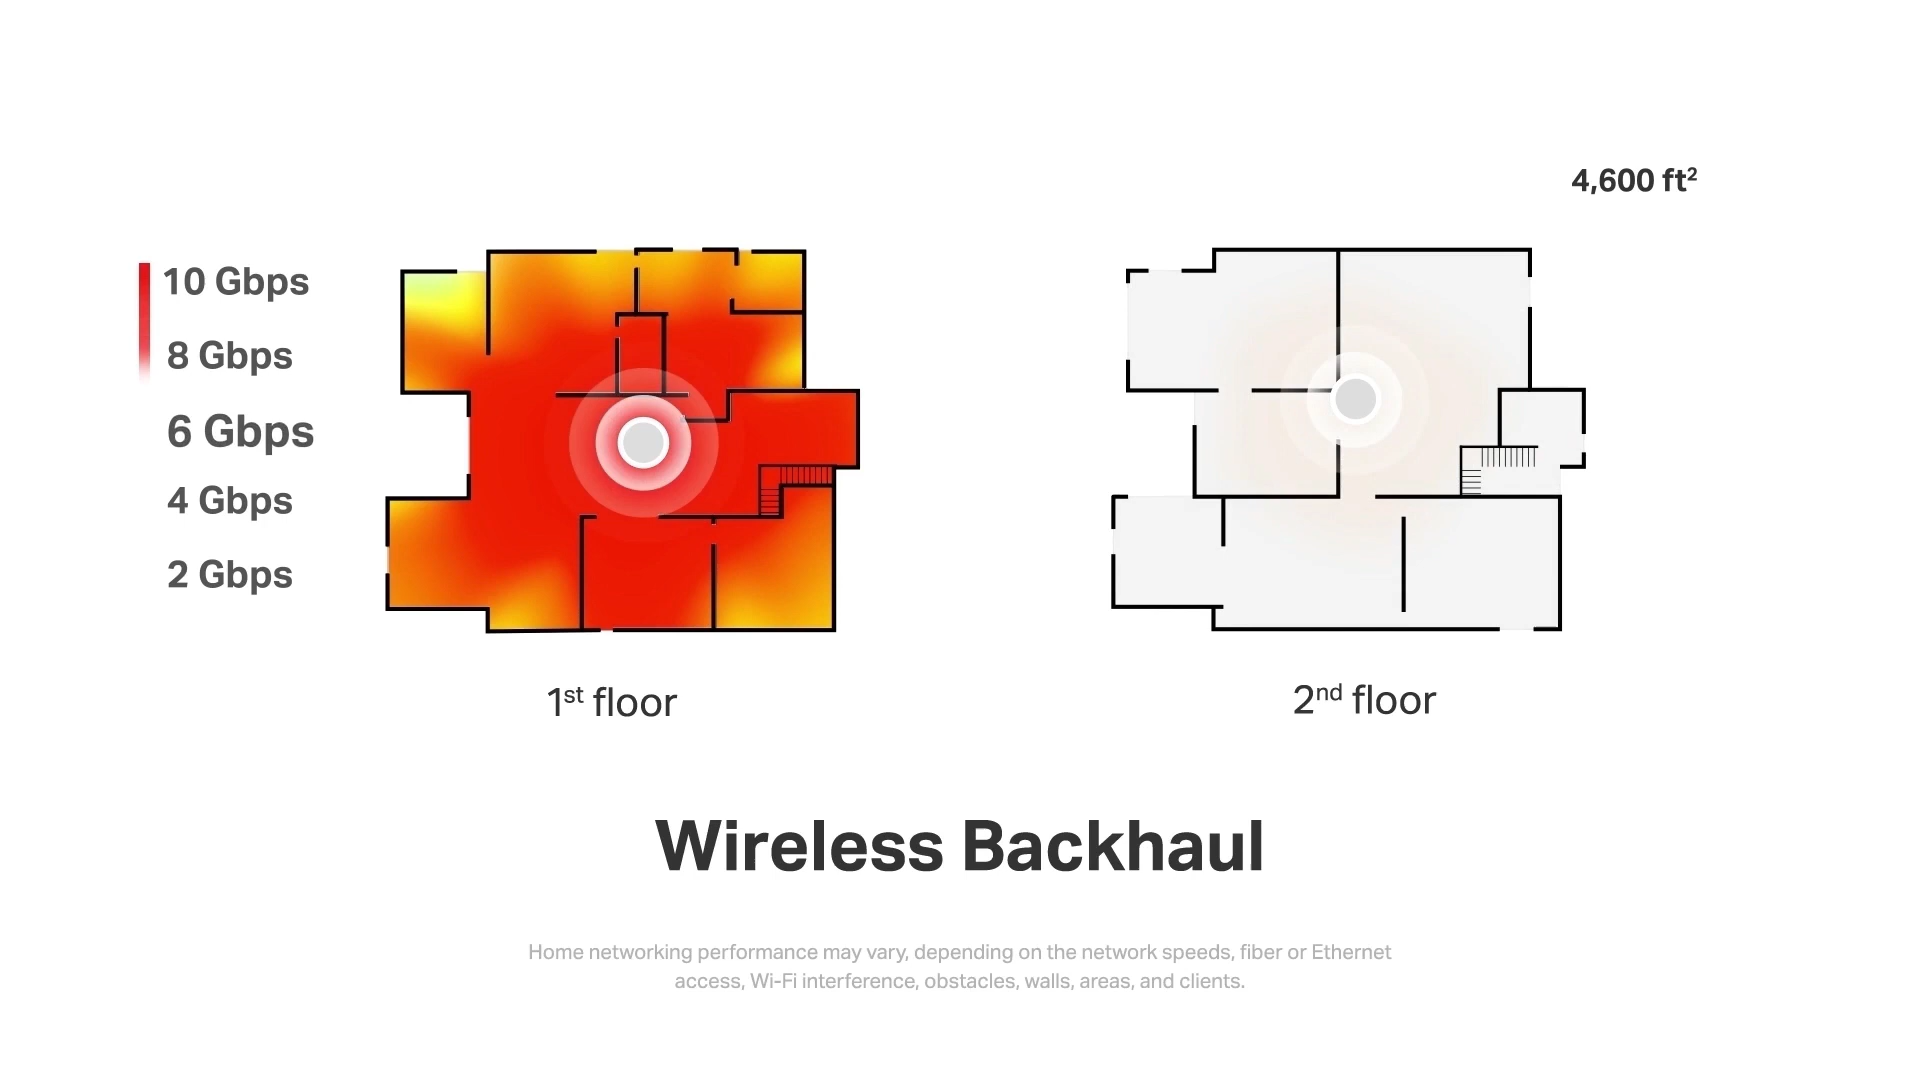 4,600 ft²
10 Gbps
8 Gbps
6 Gbps
4 Gbps
2 Gbps
1st floor
2nd floor
Wireless Backhaul
Home networking performance may vary, depending on the network speeds, fiber or Ethernet
access, Wi-Fi interference, obstacles, walls, areas, and clients.